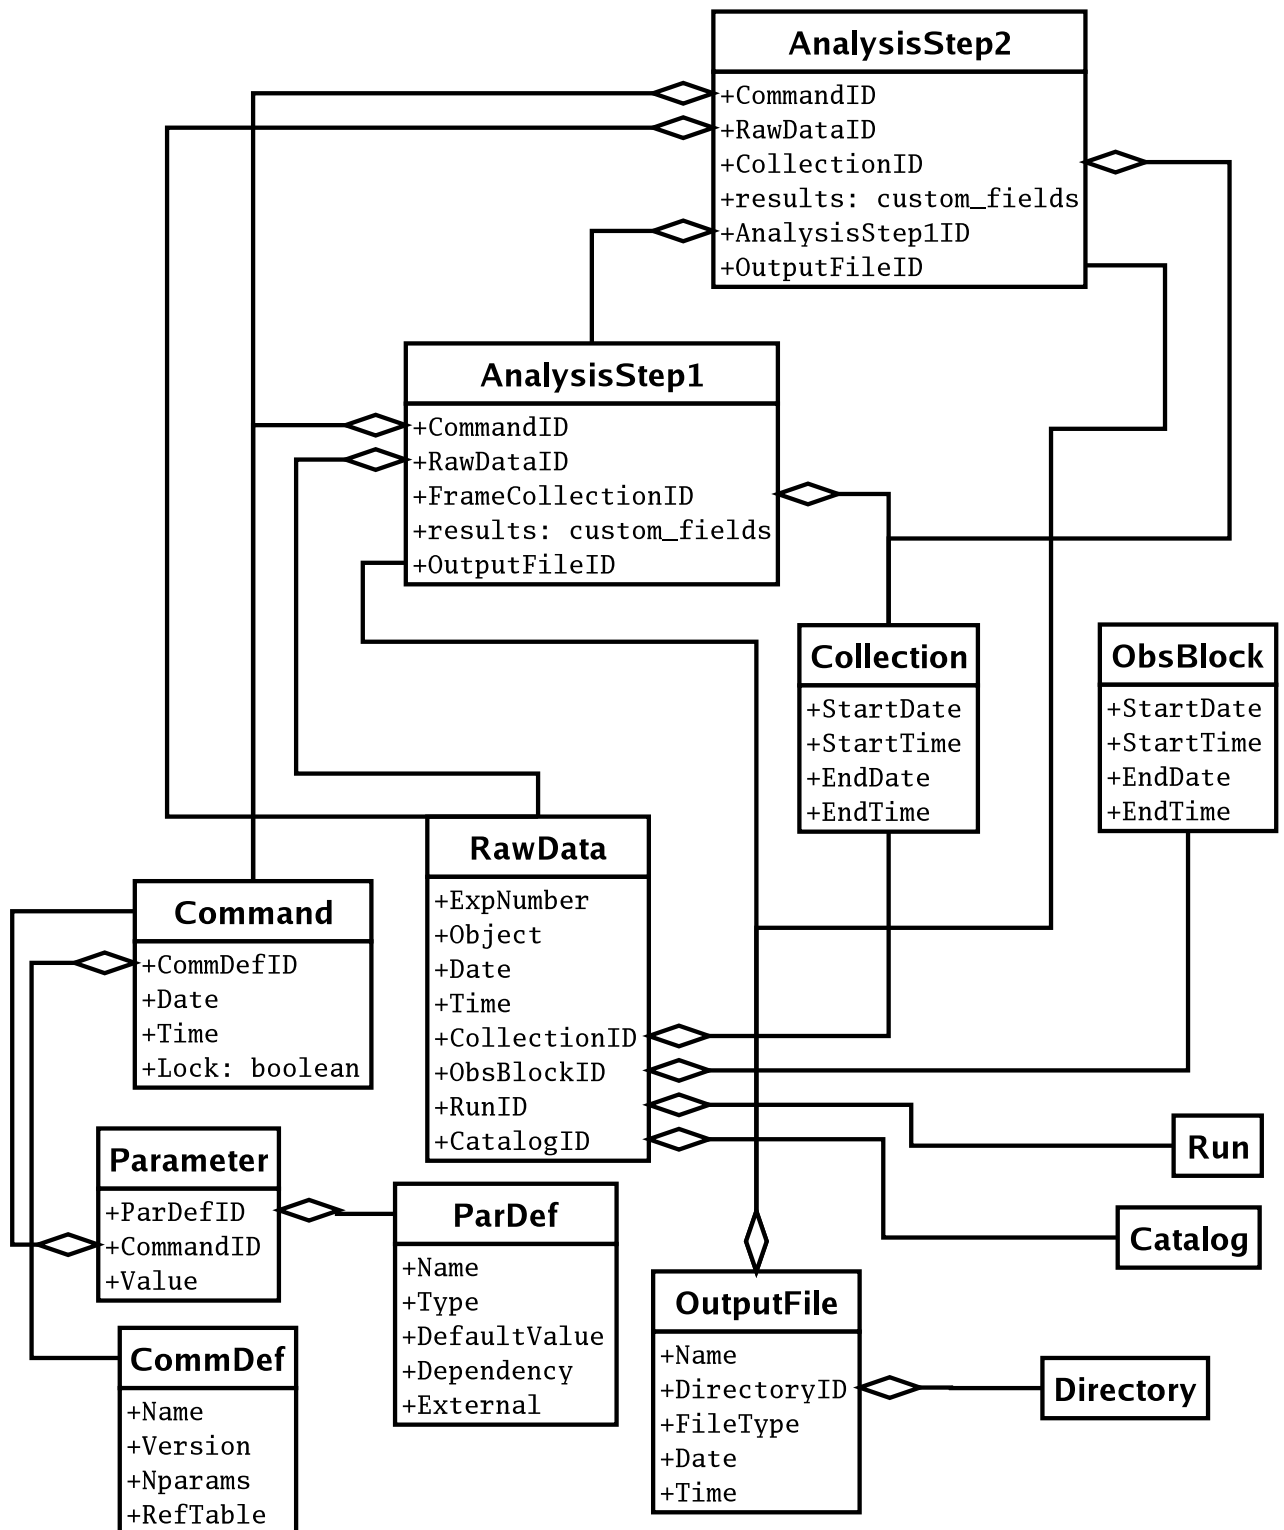 AnalysisStep2
+CommandID
+RawDataID
+CollectionID
+results: custom_fields
+AnalysisStep1ID
+OutputFileID
AnalysisStep1
+CommandID
+RawDataID
+FrameCollectionID
+results: custom_fields
+OutputFileID
Collection
+StartDate
+StartTime
+EndDate
+EndTime
ObsBlock
+StartDate
+StartTime
+EndDate
+EndTime
RawData
+ExpNumber
+Object
+Date
+Time
+CollectionID
+ObsBlockID
+RunID
+CatalogID
Command
+CommDefID
+Date
+Time
+Lock: boolean
Run
Parameter
+ParDefID
+CommandID
+Value
ParDef
+Name
+Type
+DefaultValue
+Dependency
+External
Catalog
OutputFile
+Name
+DirectoryID
+FileType
+Date
+Time
Directory
CommDef
+Name
+Version
+Nparams
+RefTable